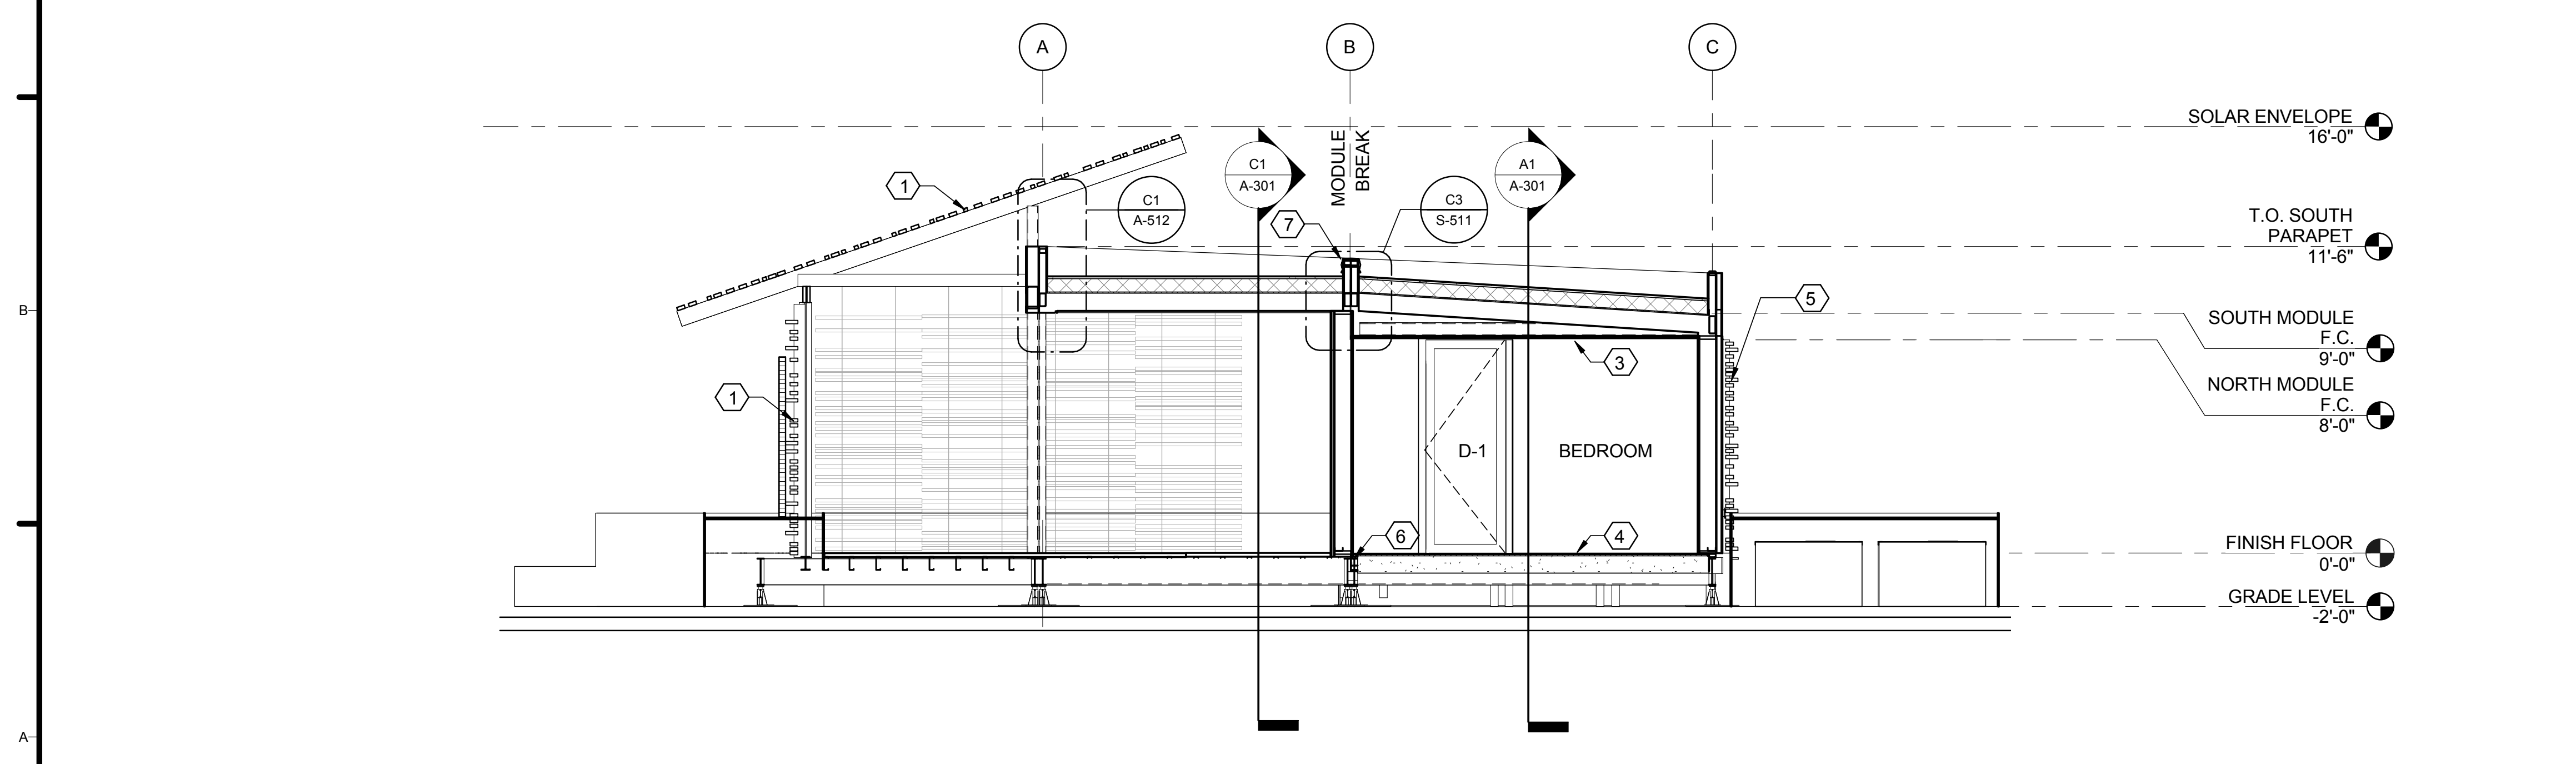 A
B
C
SOLAR ENVELOPE
16'-0"
MODULE
BREAK
C1
A-301
A1
A-301
1
C1
A-512
C3
S-511
7
T.O. SOUTH
PARAPET
11'-6"
B
5
SOUTH MODULE
F.C.
9'-0"
3
NORTH MODULE
F.C.
8'-0"
1
D-1
BEDROOM
6
4
FINISH FLOOR
0'-0"
GRADE LEVEL
-2'-0"
A